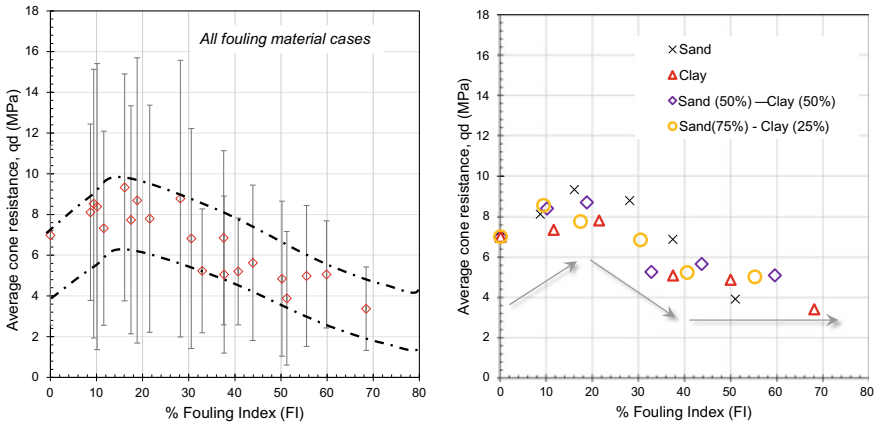 All fouling material cases
Average cone resistance, qd (MPa)
18
16
14
12
10
8
6
4
2
0
0 10 20 30 40 50 60 70 80
% Fouling Index (FI)
Sand
Clay
Sand (50%) —Clay (50%)
Sand(75%) - Clay (25%)
Average cone resistance, qd (MPa)
18
16
14
12
10
8
6
4
2
0
0 10 20 30 40 50 60 70 80
% Fouling Index (FI)